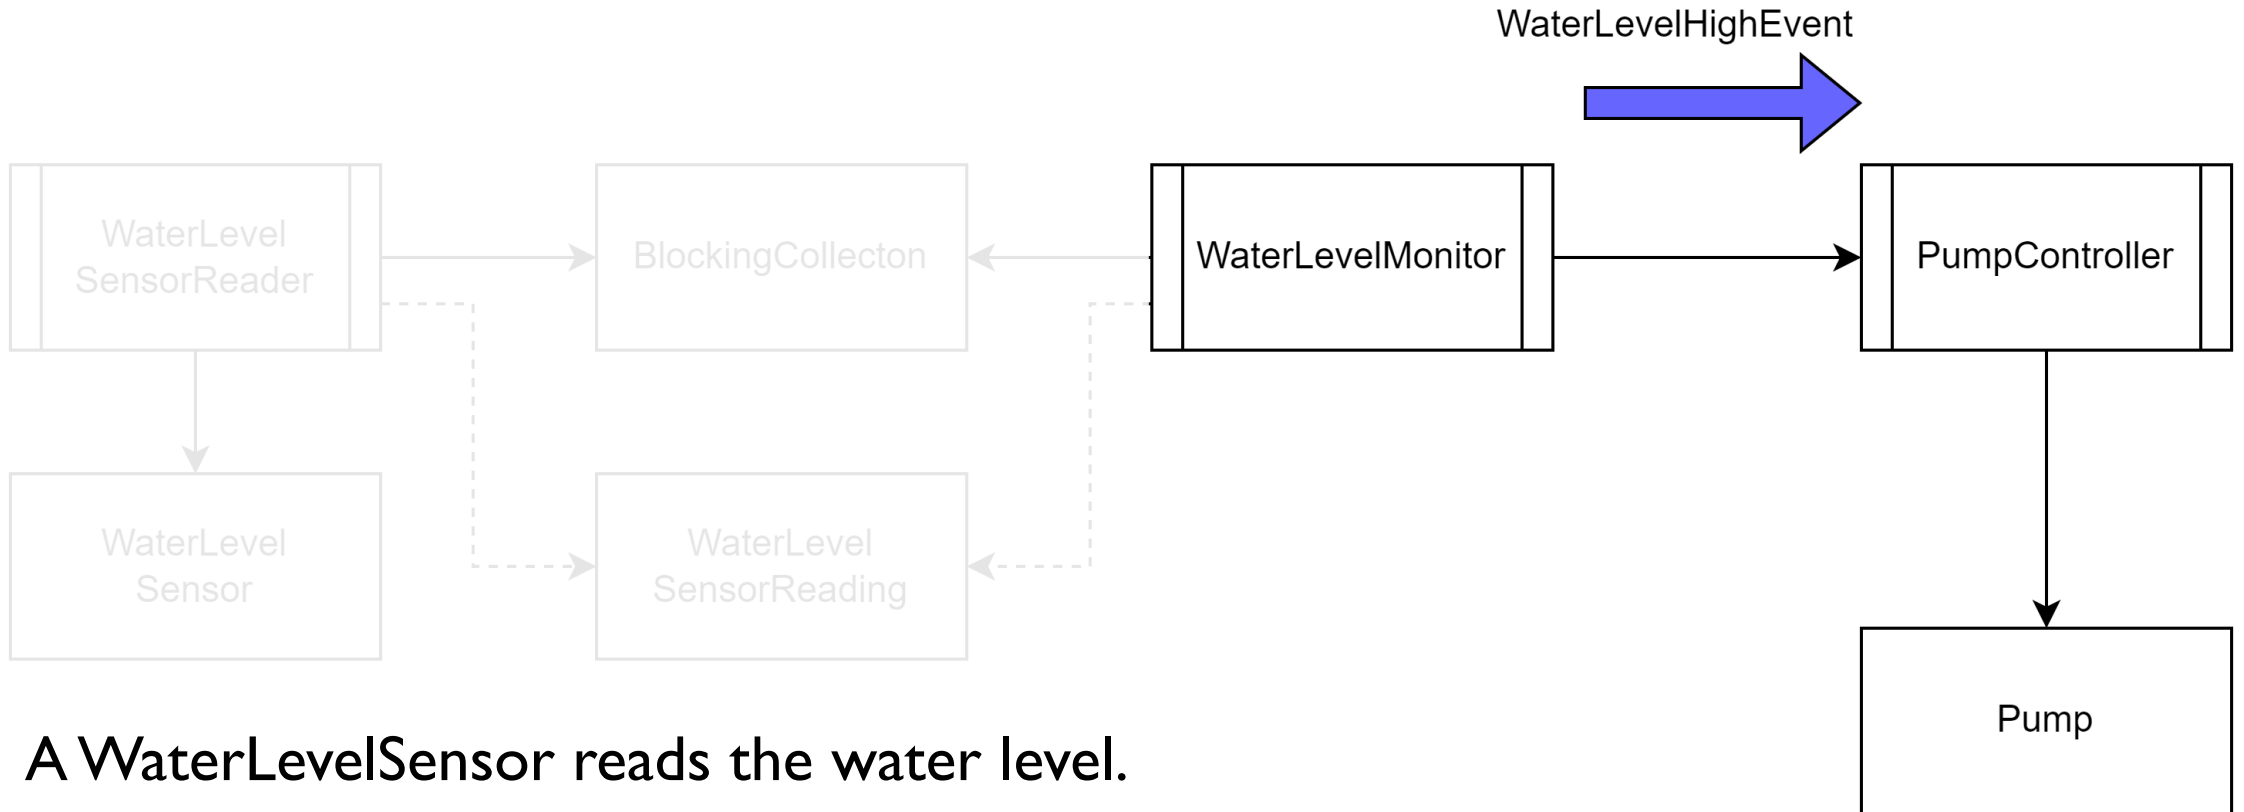 WaterLevelHighEvent
WaterLevel
SensorReader
BlockingCollecton
WaterLevelMonitor
PumpController
WaterLevel
Sensor
WaterLevel
SensorReading
Pump
A WaterLevelSensor reads the water level.